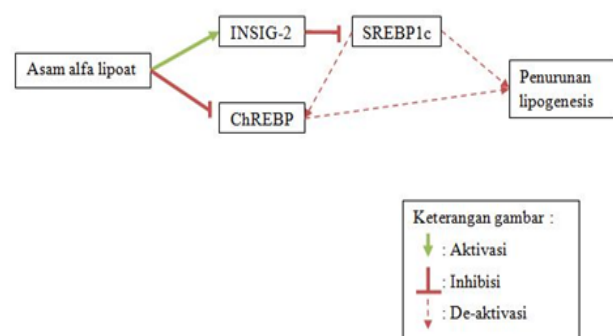 INSIG-2
SREBP1c
Asam alfa lipoat
Penurunan
lipogenesis
ChREBP
Keterangan gambar :
: Aktivasi
: Inhibisi
: De-aktivasi